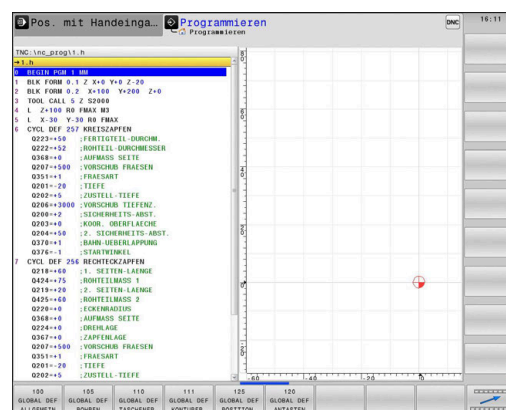 Pos. mit Handeinga... Programmieren
Programmieren
DNC
16:11
TNC:\nc_prog\1.h
→1.h
0 BEGIN PGM 1 MM
1 BLK FORM 0.1 Z X+0 Y+0 Z-20
2 BLK FORM 0.2 X+100 Y+200 Z+0
3 TOOL CALL 5 Z S2000
4 L Z+100 R0 FMAX M3
5 L X-30 Y-30 R0 FMAX
6 CYCL DEF 257 KREISZAPFEN
Q223=+50 ;FERTIGTEIL-DURCHM.
Q222=+52 ;ROHTEIL-DURCHMESSER
Q368=+0 ;AUFMASS SEITE
Q207=+500 ;VORSCHUB FRAESEN
Q351=+1 ;FRAESART
Q201=-20 ;TIEFE
Q202=+5 ;ZUSTELL-TIEFE
Q206=+3000 ;VORSCHUB TIEFENZ.
Q200=+2 ;SICHERHEITS-ABST.
Q203=+0 ;KOOR. OBERFLAECHE
Q204=+50 ;2. SICHERHEITS-ABST.
Q370=+1 ;BAHN-UEBERLAPPUNG
Q376=-1 ;STARTWINKEL
7 CYCL DEF 256 RECHTECKZAPFEN
Q218=+60 ;1. SEITEN-LAENGE
Q424=+75 ;ROHTEILMASS 1
Q219=+20 ;2. SEITEN-LAENGE
Q425=+60 ;ROHTEILMASS 2
Q220=+0 ;ECKENRADIUS
Q368=+0 ;AUFMASS SEITE
Q224=+0 ;DREHLAGE
Q367=+0 ;ZAPFENLAGE
Q207=+500 ;VORSCHUB FRAESEN
Q351=+1 ;FRAESART
Q201=-20 ;TIEFE
Q202=+5 ;ZUSTELL-TIEFE
80
40
20
0
-20
-60 -40 -20 0
100 GLOBAL DEF ALLGEMEIN
105 GLOBAL DEF BOHREN
110 GLOBAL DEF TASCHENFR.
111 GLOBAL DEF KONTURFR.
125 GLOBAL DEF POSITION.
120 GLOBAL DEF ANTASTEN